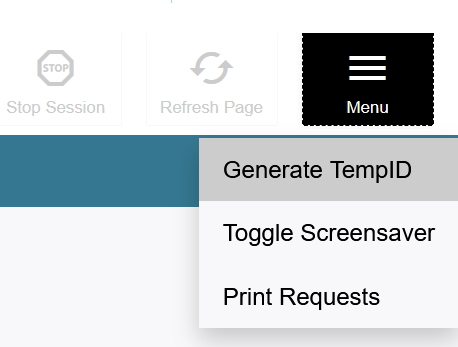 STOP
Stop Session
Refresh Page
Menu
Generate TempID
Toggle Screensaver
Print Requests